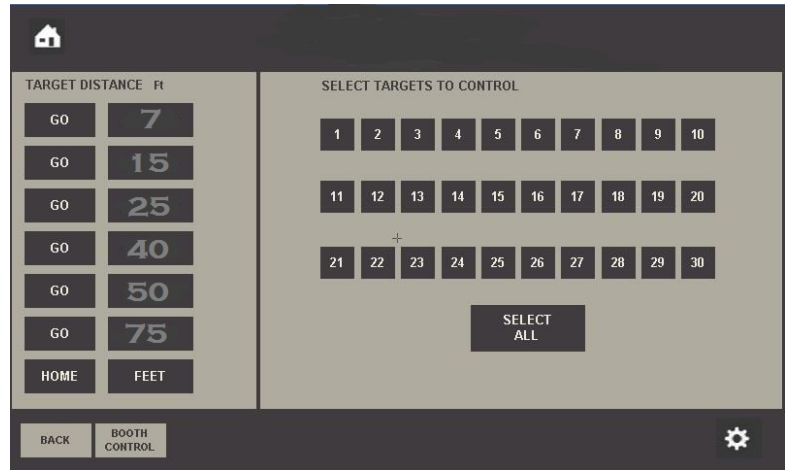 TARGET DISTANCE Ft
GO 7
GO 15
GO 25
GO 40
GO 50
GO 75
HOME FEET
SELECT TARGETS TO CONTROL
1 2 3 4 5 6 7 8 9 10
11 12 13 14 15 16 17 18 19 20
21 22 23 24 25 26 27 28 29 30
SELECT
ALL
BACK
BOOTH
CONTROL